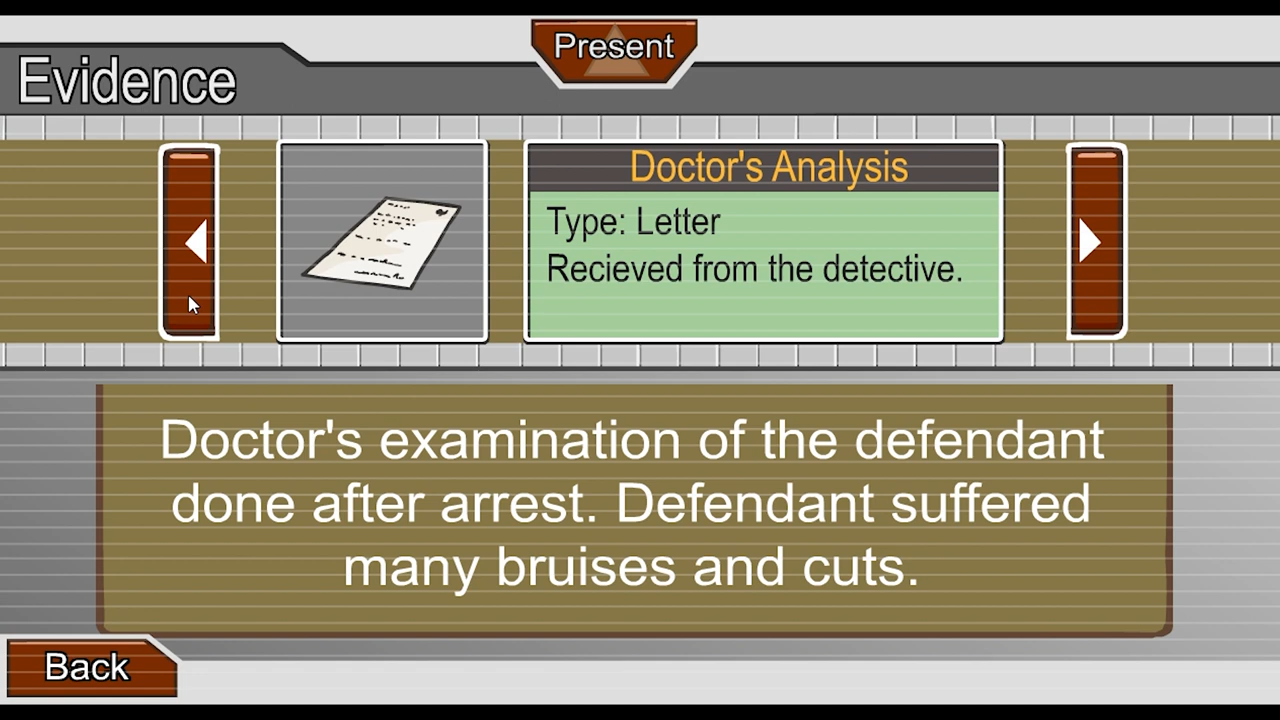 Present
Evidence
Doctor's Analysis
Type: Letter
Recieved from the detective.
Doctor's examination of the defendant
done after arrest. Defendant suffered
many bruises and cuts.
Back